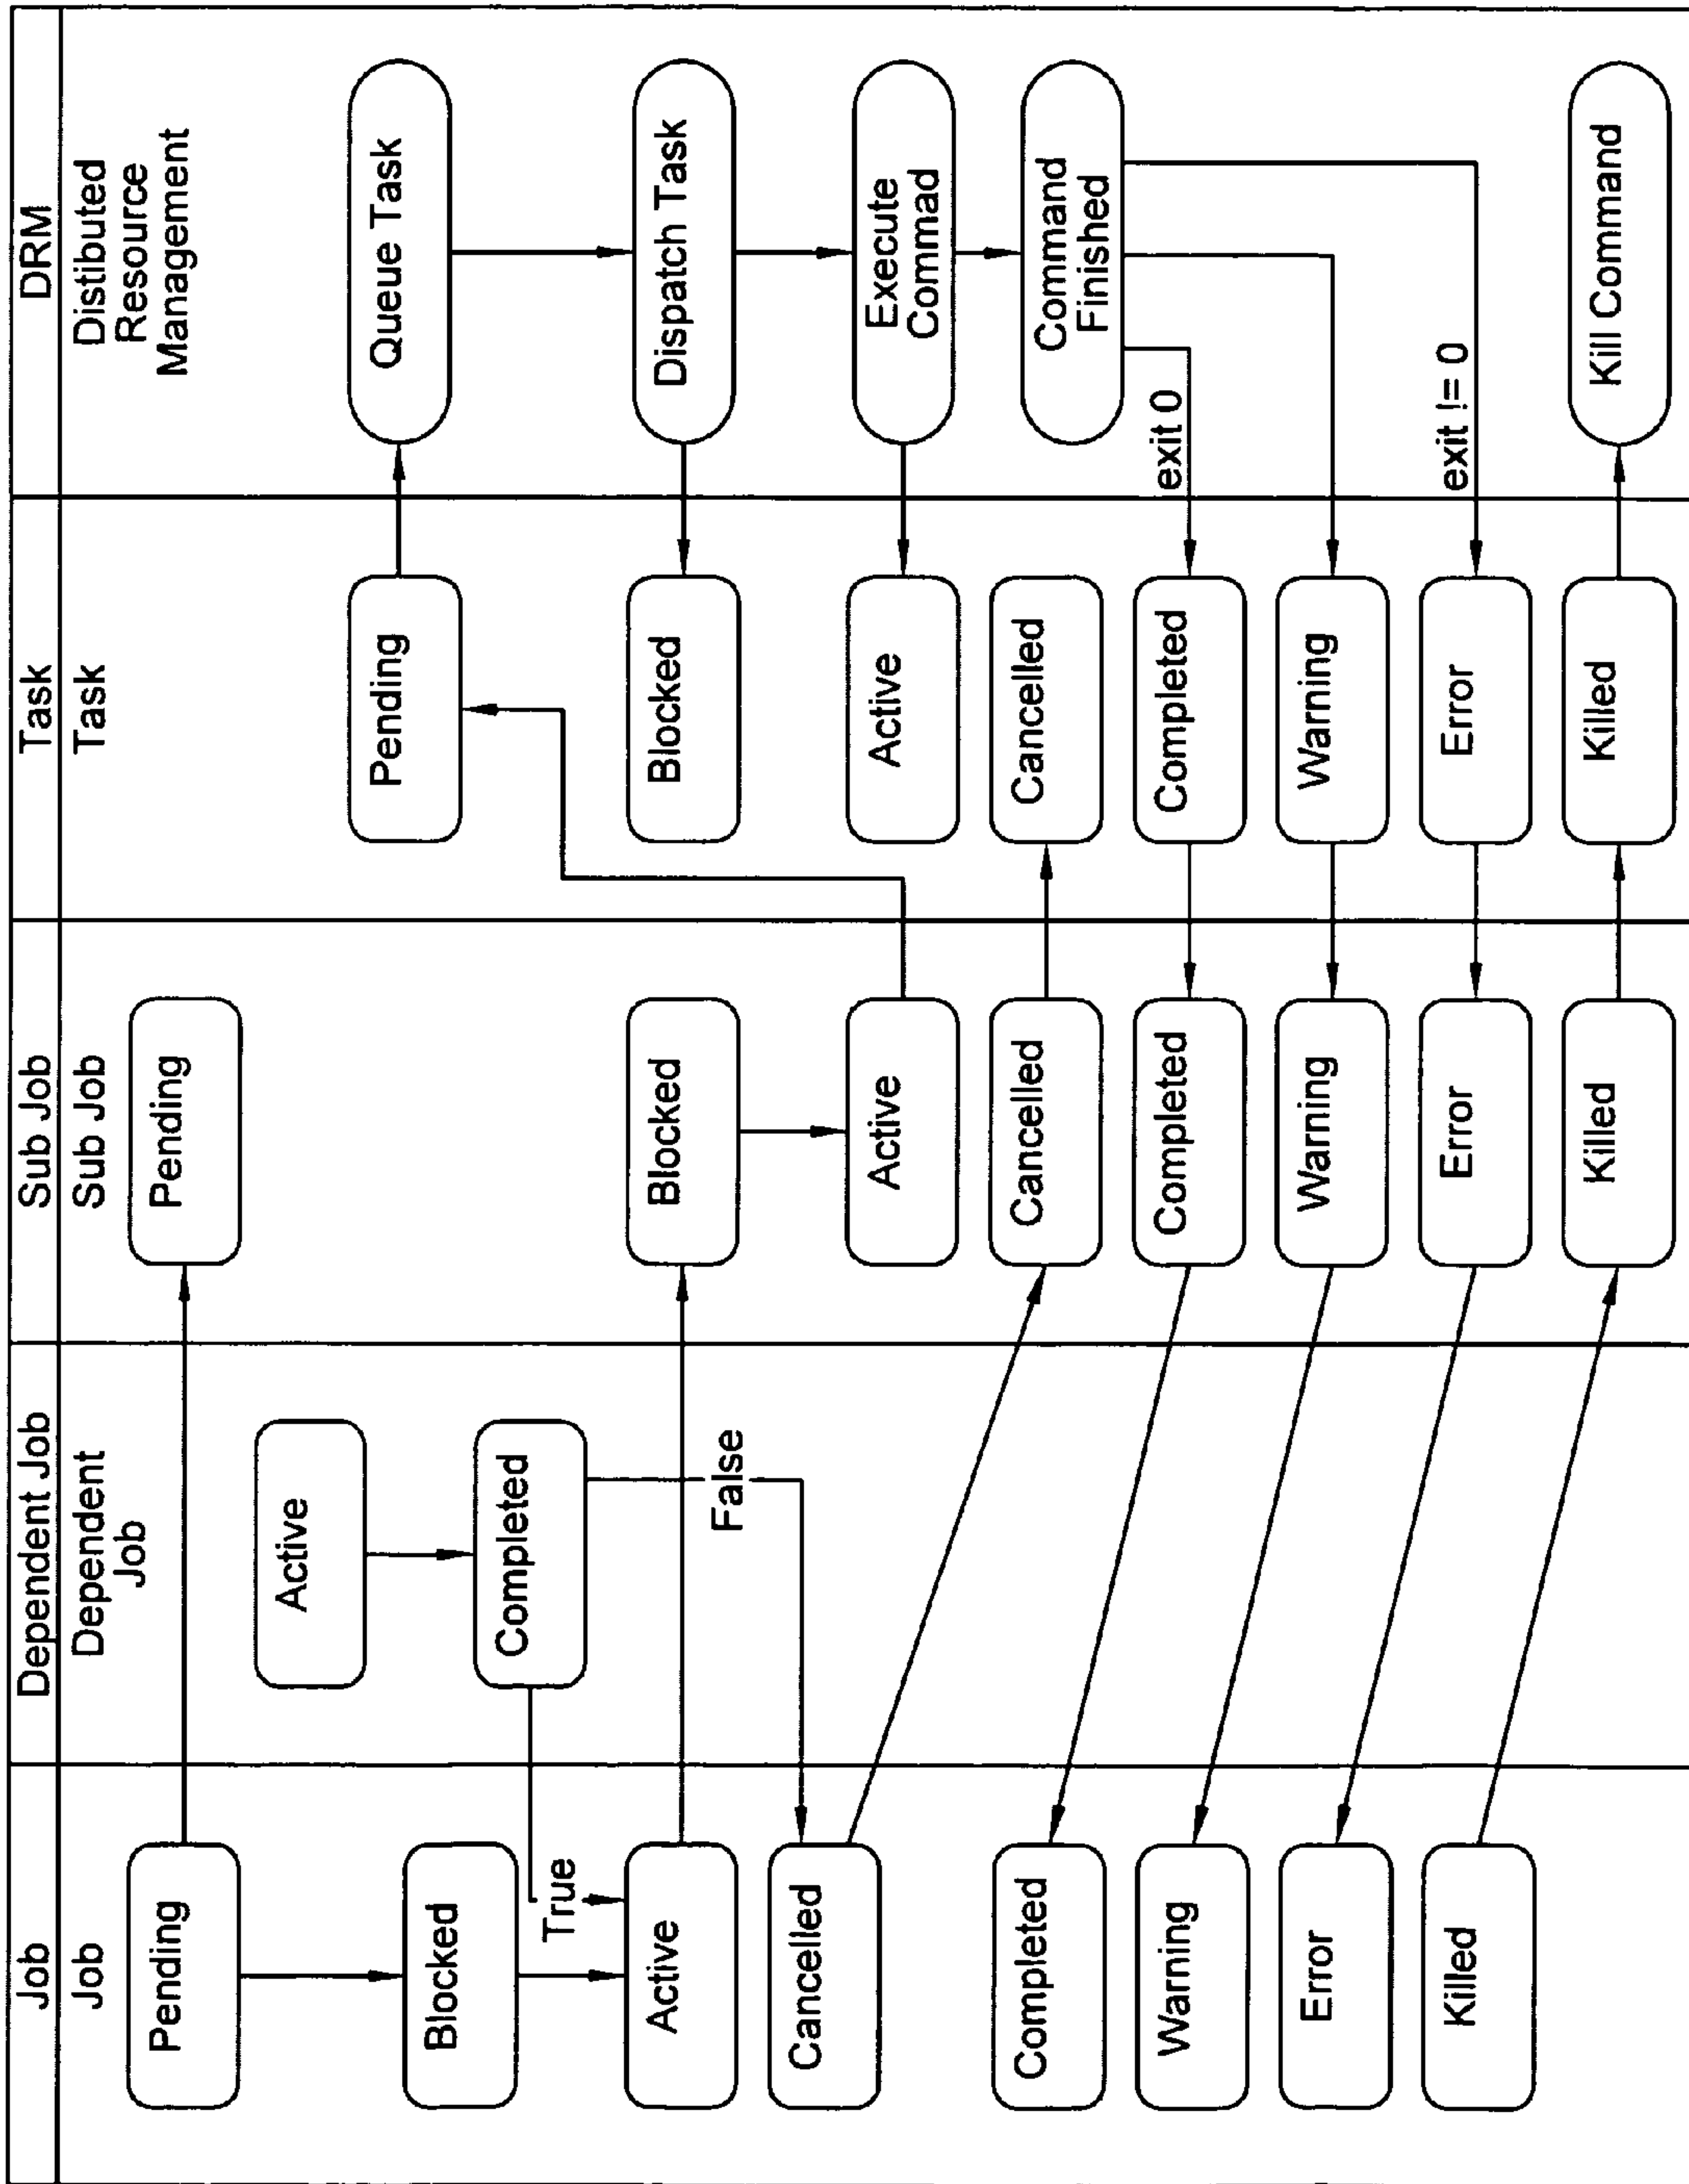 Job
Dependent Job
Sub Job
Task
DRM
Job
Dependent
Job
Sub Job
Task
Distibuted
Resource
Management
Pending
Pending
Active
Blocked
Completed
Pending
Queue Task
True
False
Active
Blocked
Blocked
Dispatch Task
Cancelled
Active
Active
Execute
Commad
Completed
Cancelled
Cancelled
Command
Finished
Warning
Completed
Completed
exit 0
Error
Warning
Warning
Killed
Error
Error
exit != 0
Killed
Killed
Kill Command